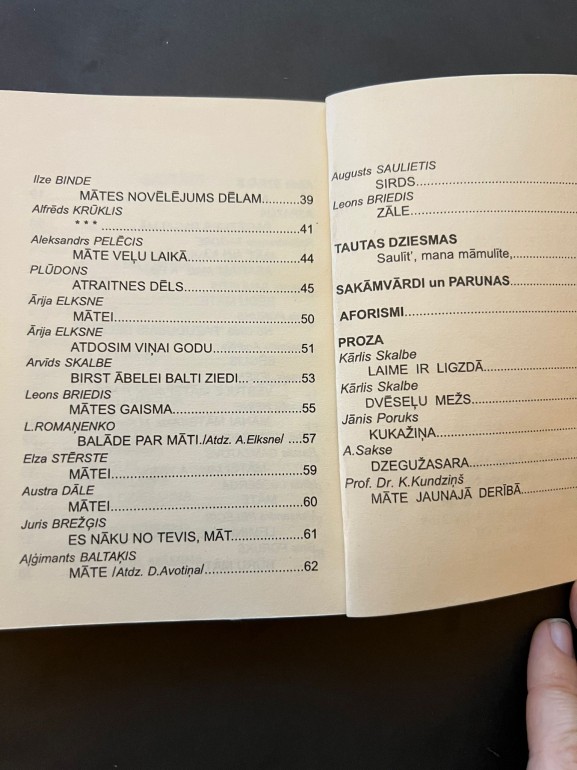 Ilze BINDE
MĀTES NOVĒLĒJUMS DĒLAM..........39
Alfrēds KRŪKLIS
* * * ..................................................41
Aleksandrs PELĒCIS
MĀTE VEĻU LAIKĀ............................44
PLŪDONS
ATRAITNES DĒLS.............................45
Ārija ELKSNE
MĀTEI................................................50
Ārija ELKSNE
ATDOSIM VIŅAI GODU......................51
Arvīds SKALBE
BIRST ĀBELEI BALTI ZIEDI... ............53
Leons BRIEDIS
MĀTES GAISMA................................55
L.ROMAŅENKO
BALĀDE PAR MĀTI./Atdz. A.Elksne/ ....57
Elza STĒRSTE
MĀTEI.................................................59
Austra DĀLE
MĀTEI.................................................60
Juris BREŽĢIS
ES NĀKU NO TEVIS, MĀT..................61
Aļģimants BALTAĶIS
MĀTE /Atdz. D.Avotiņa/.........................62
Augusts SAULIETIS
SIRDS...................................
Leons BRIEDIS
ZĀLE....................................
TAUTAS DZIESMAS
Saulīt', mana māmulīte,
SAKĀMVĀRDI un PARUNAS.............
AFORISMI...................................
PROZA
Kārlis Skalbe
LAIME IR LIGZDĀ.........................
Kārlis Skalbe
DVĒSEĻU MEŽS..........................
Jānis Poruks
KUKAŽIŅA...................................
A.Sakse
DZEGUŽASARA..........................
Prof. Dr. K.Kundziņš
MĀTE JAUNAJĀ DERĪBĀ................